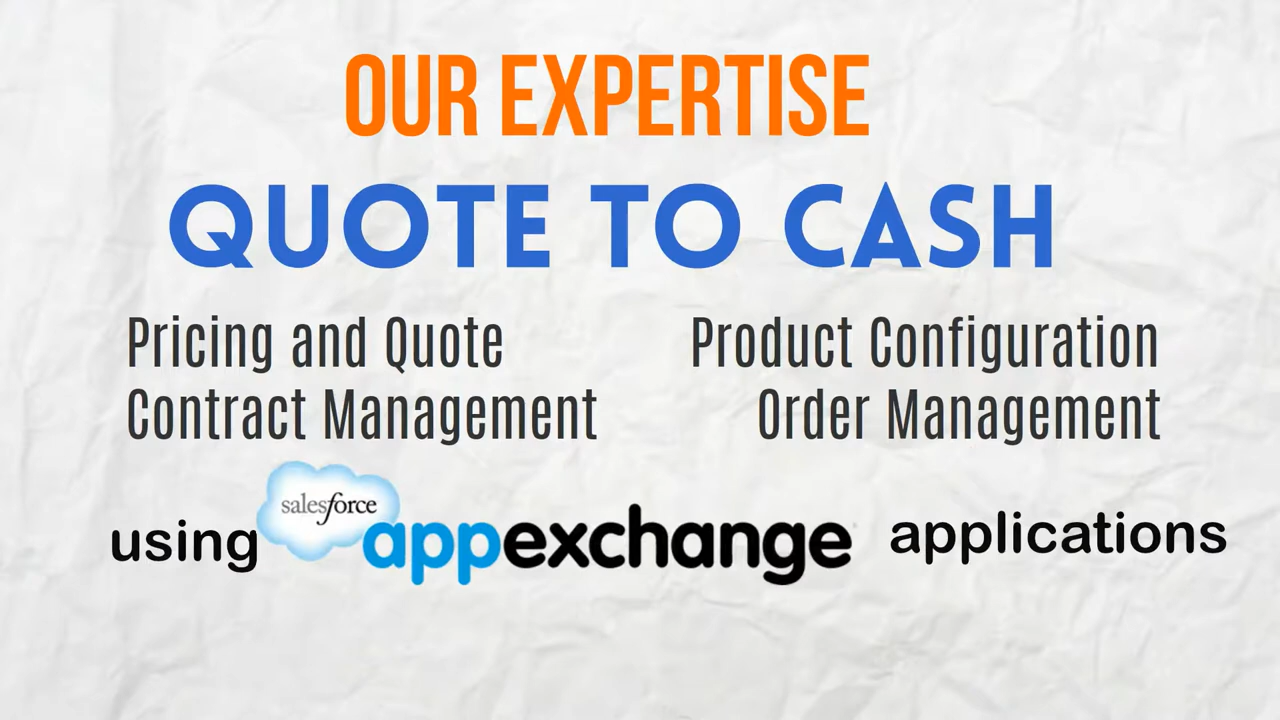 OUR EXPERTISE
QUOTE TO CASH
Pricing and Quote
Contract Management
Product Configuration
Order Management
using salesforce appexchange applications